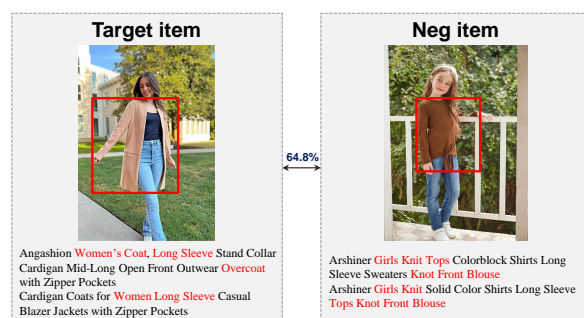 Target item
Neg item
64.8%
Angashion Women's Coat, Long Sleeve Stand Collar
Cardigan Mid-Long Open Front Outwear Overcoat
with Zipper Pockets
Cardigan Coats for Women Long Sleeve Casual
Blazer Jackets with Zipper Pockets
Arshiner Girls Knit Tops Colorblock Shirts Long
Sleeve Sweaters Knot Front Blouse
Arshiner Girls Knit Solid Color Shirts Long Sleeve
Tops Knot Front Blouse